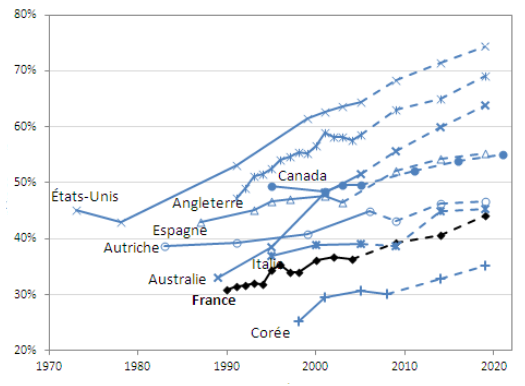 80%
70%
60%
50%
40%
30%
20%
Canada
États-Unis
Angleterre
Espagne
Autriche
Itali
Australie
France
Corée
1970 1980 1990 2000 2010 2020